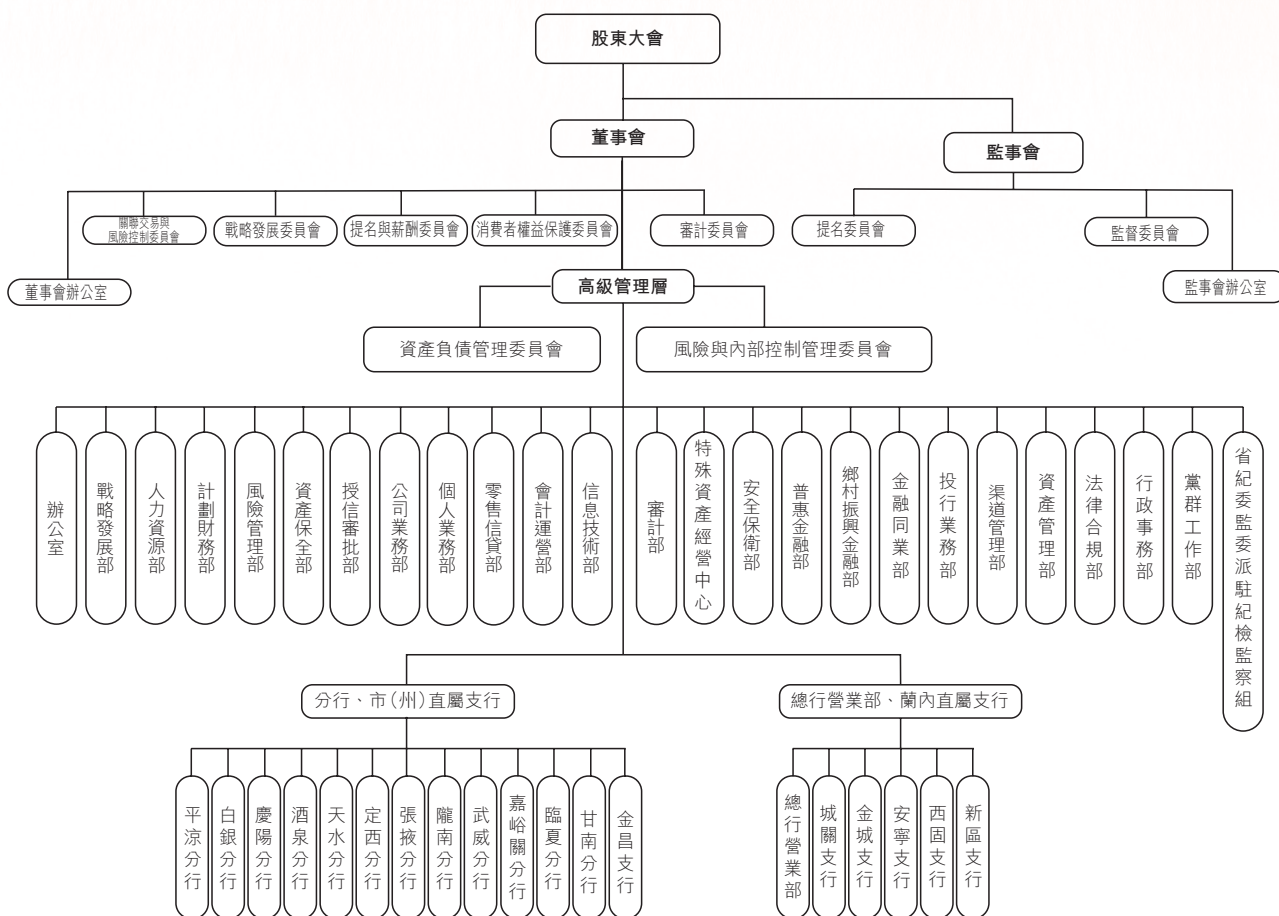 股東大會
董事會
監事會
關聯交易與
風險控制委員會
戰略發展委員會
提名與薪酬委員會
消費者權益保護委員會
審計委員會
提名委員會
監督委員會
董事會辦公室
高級管理層
監事會辦公室
資產負債管理委員會
風險與內部控制管理委員會
辦公室
戰略發展部
人力資源部
計劃財務部
風險管理部
資產保全部
授信審批部
公司業務部
個人業務部
零售信貸部
會計運營部
信息技術部
審計部
特殊資產經營中心
安全保衛部
普惠金融部
鄉村振興金融部
金融同業部
投行業務部
渠道管理部
資產管理部
法律合規部
行政事務部
黨群工作部
省紀委監委派駐紀檢監察組
分行、市(州)直屬支行
總行營業部、蘭內直屬支行
平涼分行
白銀分行
慶陽分行
酒泉分行
天水分行
定西分行
張掖分行
隴南分行
武威分行
嘉峪關分行
臨夏分行
甘南分行
金昌支行
總行營業部
城關支行
金城支行
安寧支行
西固支行
新區支行